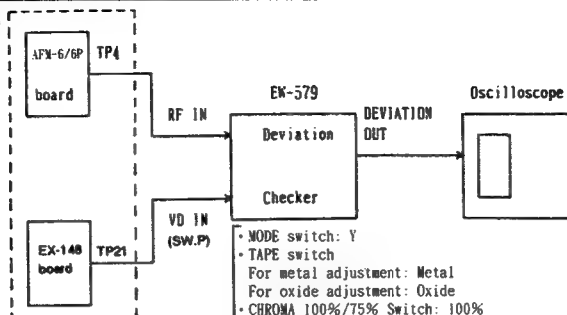 AFM-6/6P
board
TP4
RF IN
EW-579
Deviation
Checker
DEVIATION
OUT
Oscilloscope
EX-148
board
TP21
VD IN
(SW.P)
・MODE switch: Y
・TAPE switch
For metal adjustment: Metal
For oxide adjustment: Oxide
・CHROMA 100%/75% Switch: 100%